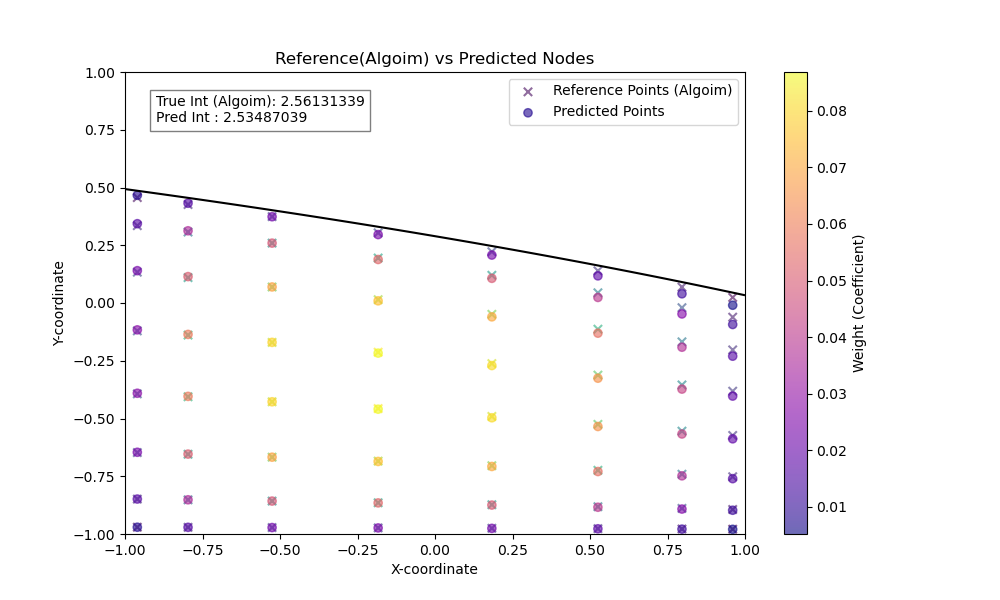 Reference(Algoim) vs Predicted Nodes
True Int (Algoim): 2.56131339
Pred Int : 2.53487039
Reference Points (Algoim)
Predicted Points
1.00
0.75
0.50
0.25
0.00
−0.25
−0.50
−0.75
−1.00
Y-coordinate
−1.00 −0.75 −0.50 −0.25 0.00 0.25 0.50 0.75 1.00
X-coordinate
0.08
0.07
0.06
0.05
0.04
0.03
0.02
0.01
Weight (Coefficient)